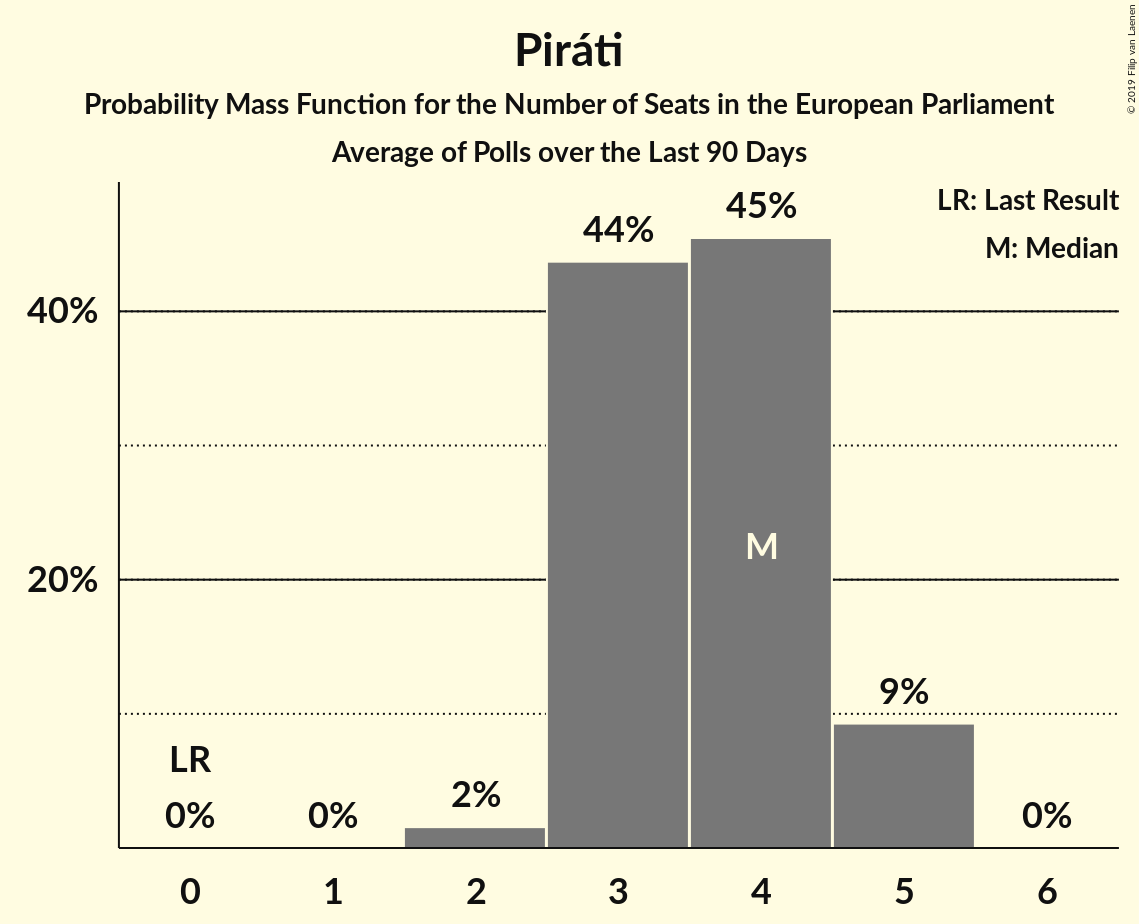 Piráti
Probability Mass Function for the Number of Seats in the European Parliament
Average of Polls over the Last 90 Days
© 2019 Filip van Laenen
LR: Last Result
M: Median
45%
44%
40%
M
20%
9%
LR
2%
0%
0%
0%
0 1 2 3 4 5 6